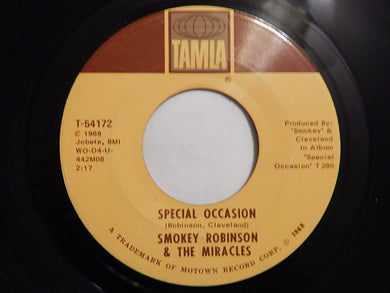 TAMLA
®
T-54172
© 1968
Jobete, BMI
WO-D4-U-
442M08
2:17
Produced By:
'Smokey' &
Cleveland
In Album
'Special
Occasion' T 290
SPECIAL OCCASION
(Robinson, Cleveland)
SMOKEY ROBINSON
& THE MIRACLES
A TRADEMARK OF MOTOWN RECORD CORP. © 1968